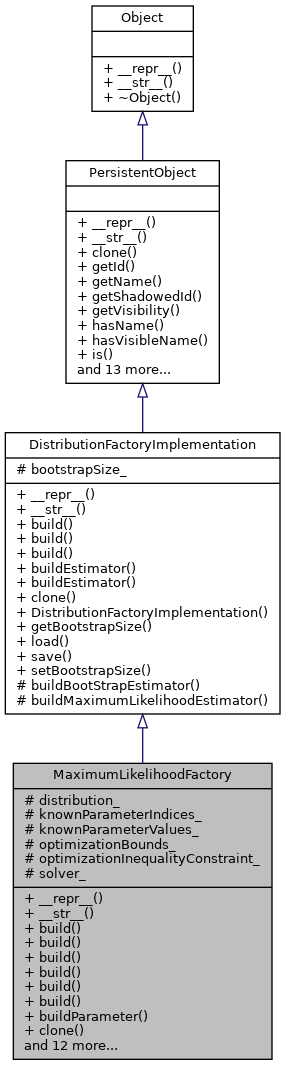 Object
+ __repr__()
+ __str__()
+ ~Object()
PersistentObject
+ __repr__()
+ __str__()
+ clone()
+ getId()
+ getName()
+ getShadowedId()
+ getVisibility()
+ hasName()
+ hasVisibleName()
+ is()
and 13 more...
DistributionFactoryImplementation
# bootstrapSize_
+ __repr__()
+ __str__()
+ build()
+ build()
+ build()
+ buildEstimator()
+ buildEstimator()
+ clone()
+ DistributionFactoryImplementation()
+ getBootstrapSize()
+ load()
+ save()
+ setBootstrapSize()
# buildBootStrapEstimator()
# buildMaximumLikelihoodEstimator()
MaximumLikelihoodFactory
# distribution_
# knownParameterIndices_
# knownParameterValues_
# optimizationBounds_
# optimizationInequalityConstraint_
# solver_
+ __repr__()
+ __str__()
+ build()
+ build()
+ build()
+ build()
+ build()
+ build()
+ buildParameter()
+ clone()
and 12 more...